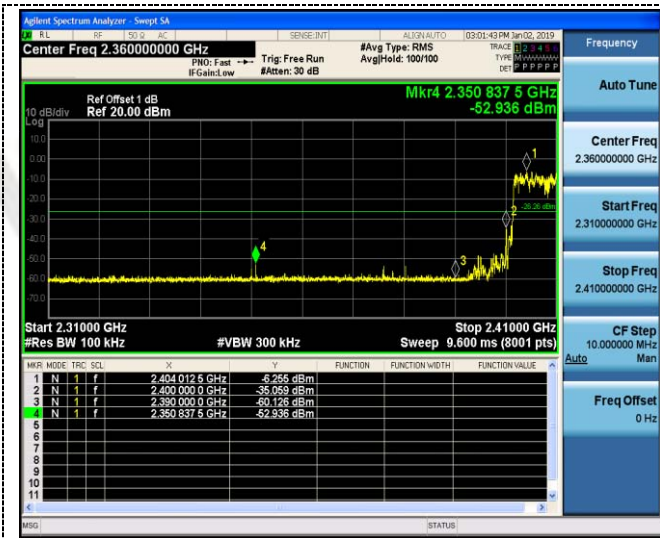 Agilent Spectrum Analyzer - Swept SA
RL RF 50 Ω AC SENSE:INT ALIGN AUTO 03:01:43 PM Jan 02, 2019
Center Freq 2.360000000 GHz
PNO: Fast
IFGain:Low
Trig: Free Run
#Atten: 30 dB
#Avg Type: RMS
Avg|Hold: 100/100
TRACE 1 2 3 4 5 6
TYPE MWWWWW
DET P P P P P P
Ref Offset 1 dB
10 dB/div Ref 20.00 dBm
Log
Mkr4 2.350 837 5 GHz
-52.936 dBm
10.0
0.00
-10.0
-20.0
-30.0
-40.0
-50.0
-60.0
-70.0
1
-26.26 dBm
2
3
4
Start 2.31000 GHz Stop 2.41000 GHz
#Res BW 100 kHz #VBW 300 kHz Sweep 9.600 ms (8001 pts)
MKR MODE TRC SCL X Y FUNCTION FUNCTION WIDTH FUNCTION VALUE
1 N 1 f 2.404 012 5 GHz -6.255 dBm
2 N 1 f 2.400 000 0 GHz -35.059 dBm
3 N 1 f 2.390 000 0 GHz -60.126 dBm
4 N 1 f 2.350 837 5 GHz -52.936 dBm
5
6
7
8
9
10
11
MSG STATUS
Frequency
Auto Tune
Center Freq
2.360000000 GHz
Start Freq
2.310000000 GHz
Stop Freq
2.410000000 GHz
CF Step
10.000000 MHz
Auto Man
Freq Offset
0 Hz